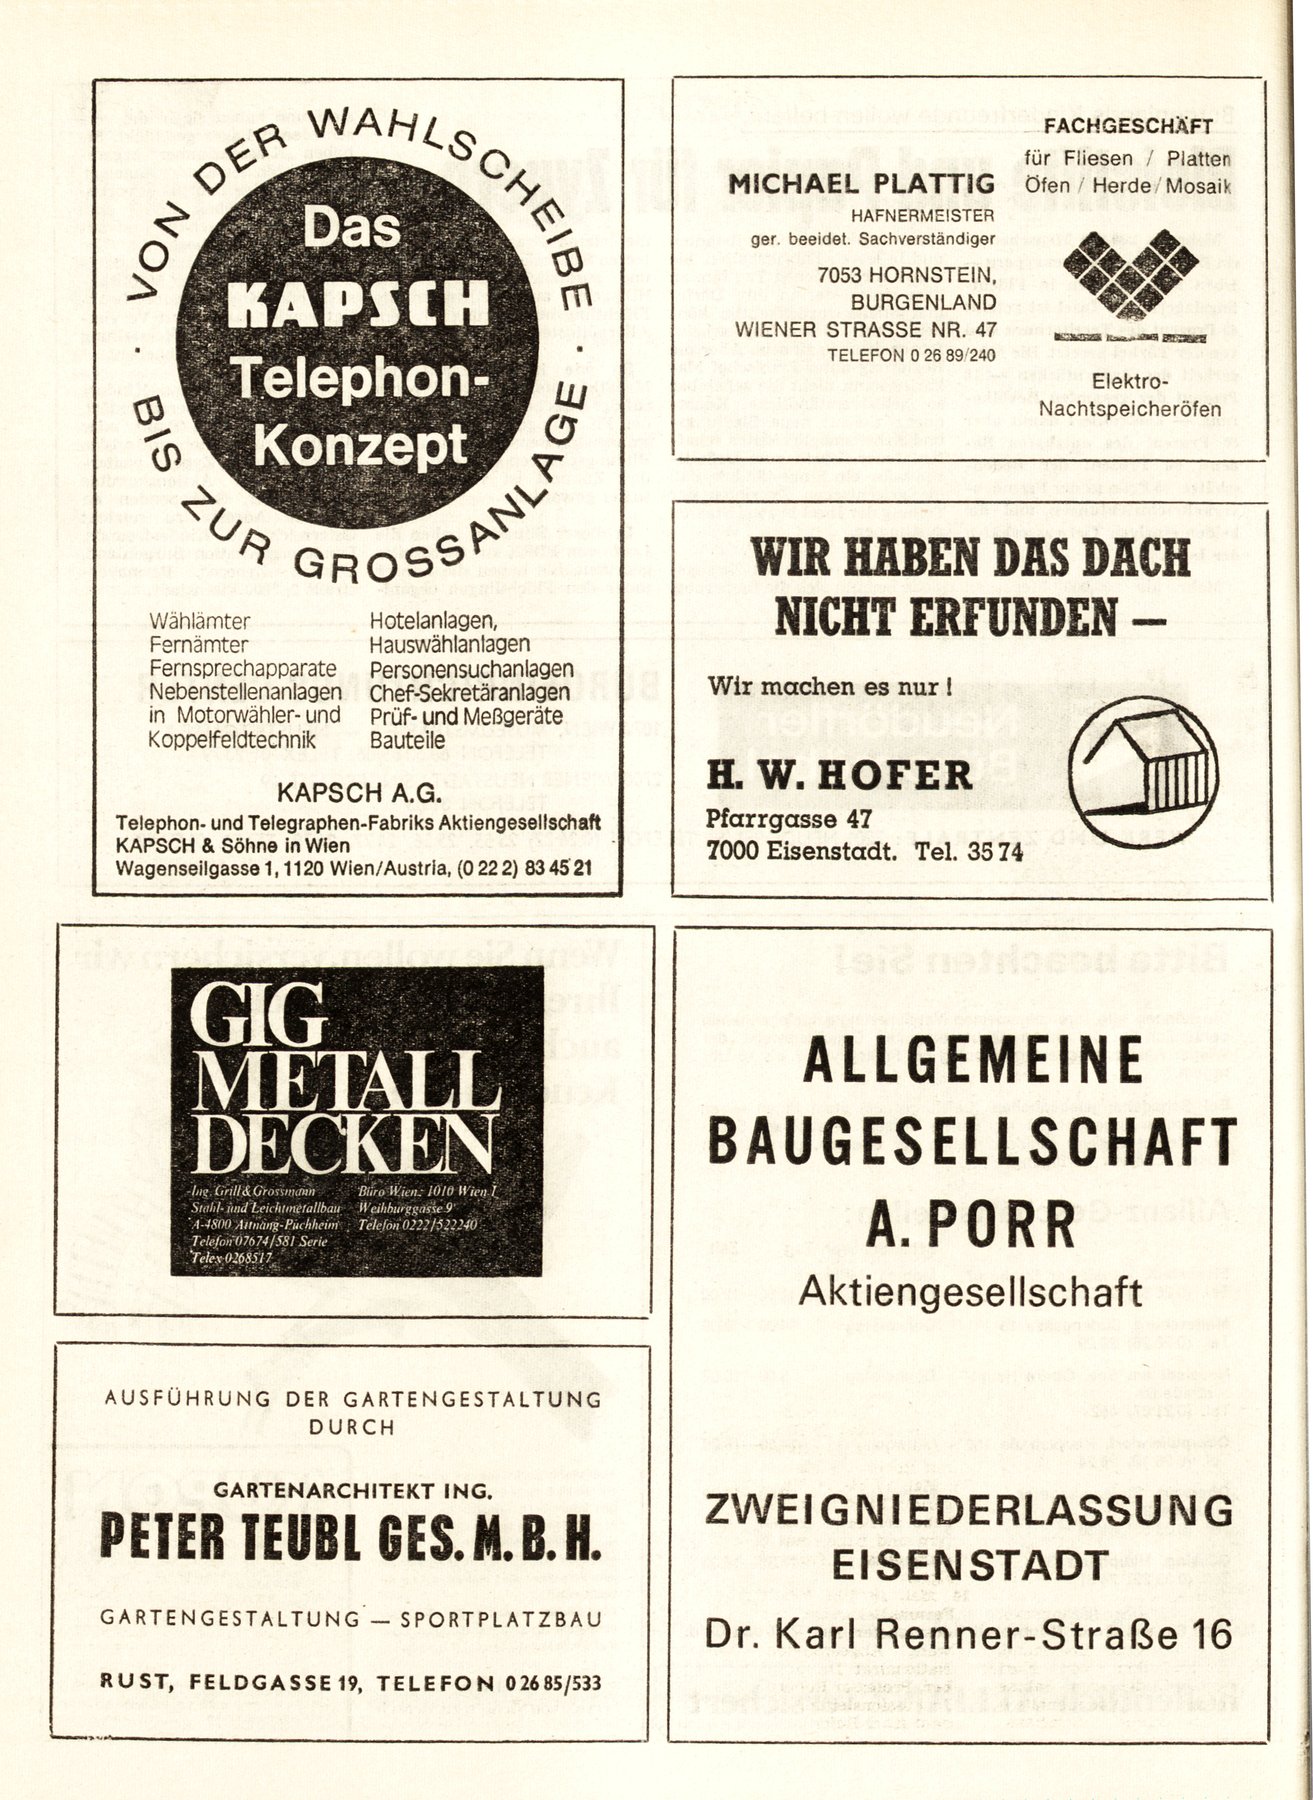 VON DER WAHLSCHEIBE
· BIS ZUR GROSSANLAGE ·
Das
KAPSCH
Telephon-
Konzept
Wählämter
Fernämter
Fernsprechapparate
Nebenstellenanlagen
in Motorwähler- und
Koppelfeldtechnik
Hotelanlagen,
Hauswählanlagen
Personensuchanlagen
Chef-Sekretäranlagen
Prüf- und Meßgeräte
Bauteile
KAPSCH A.G.
Telephon- und Telegraphen-Fabriks Aktiengesellschaft
KAPSCH & Söhne in Wien
Wagenseilgasse 1, 1120 Wien/Austria, (0 22 2) 83 45 21
MICHAEL PLATTIG
HAFNERMEISTER
ger. beeidet. Sachverständiger
7053 HORNSTEIN,
BURGENLAND
WIENER STRASSE NR. 47
TELEFON 0 26 89/240
FACHGESCHÄFT
für Fliesen / Platten
Öfen / Herde / Mosaik
Elektro-
Nachtspeicheröfen
WIR HABEN DAS DACH
NICHT ERFUNDEN —
Wir machen es nur !
H. W. HOFER
Pfarrgasse 47
7000 Eisenstadt. Tel. 35 74
GIG
METALL
DECKEN
Ing. Grill & Grossmann
Stahl- und Leichtmetallbau
A-4800 Attnang-Puchheim
Telefon 07674/581 Serie
Telex 0268517
Büro Wien: 1010 Wien I
Weihburggasse 9
Telefon 0222/522240
ALLGEMEINE
BAUGESELLSCHAFT
A. PORR
Aktiengesellschaft
ZWEIGNIEDERLASSUNG
EISENSTADT
Dr. Karl Renner-Straße 16
AUSFÜHRUNG DER GARTENGESTALTUNG
DURCH
GARTENARCHITEKT ING.
PETER TEUBL GES. M. B. H.
GARTENGESTALTUNG — SPORTPLATZBAU
RUST, FELDGASSE 19, TELEFON 0 26 85/533